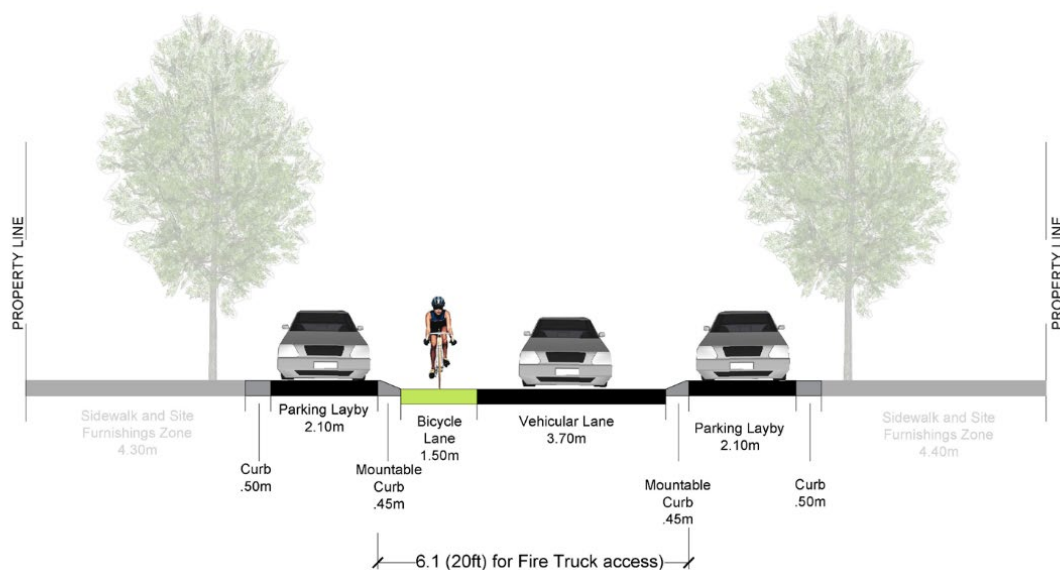 PROPERTY LINE
PROPERTY LINE
Sidewalk and Site
Furnishings Zone
4.30m
Parking Layby
2.10m
Bicycle
Lane
1.50m
Vehicular Lane
3.70m
Parking Layby
2.10m
Sidewalk and Site
Furnishings Zone
4.40m
Curb
.50m
Mountable
Curb
.45m
Mountable
Curb
.45m
Curb
.50m
6.1 (20ft) for Fire Truck access)